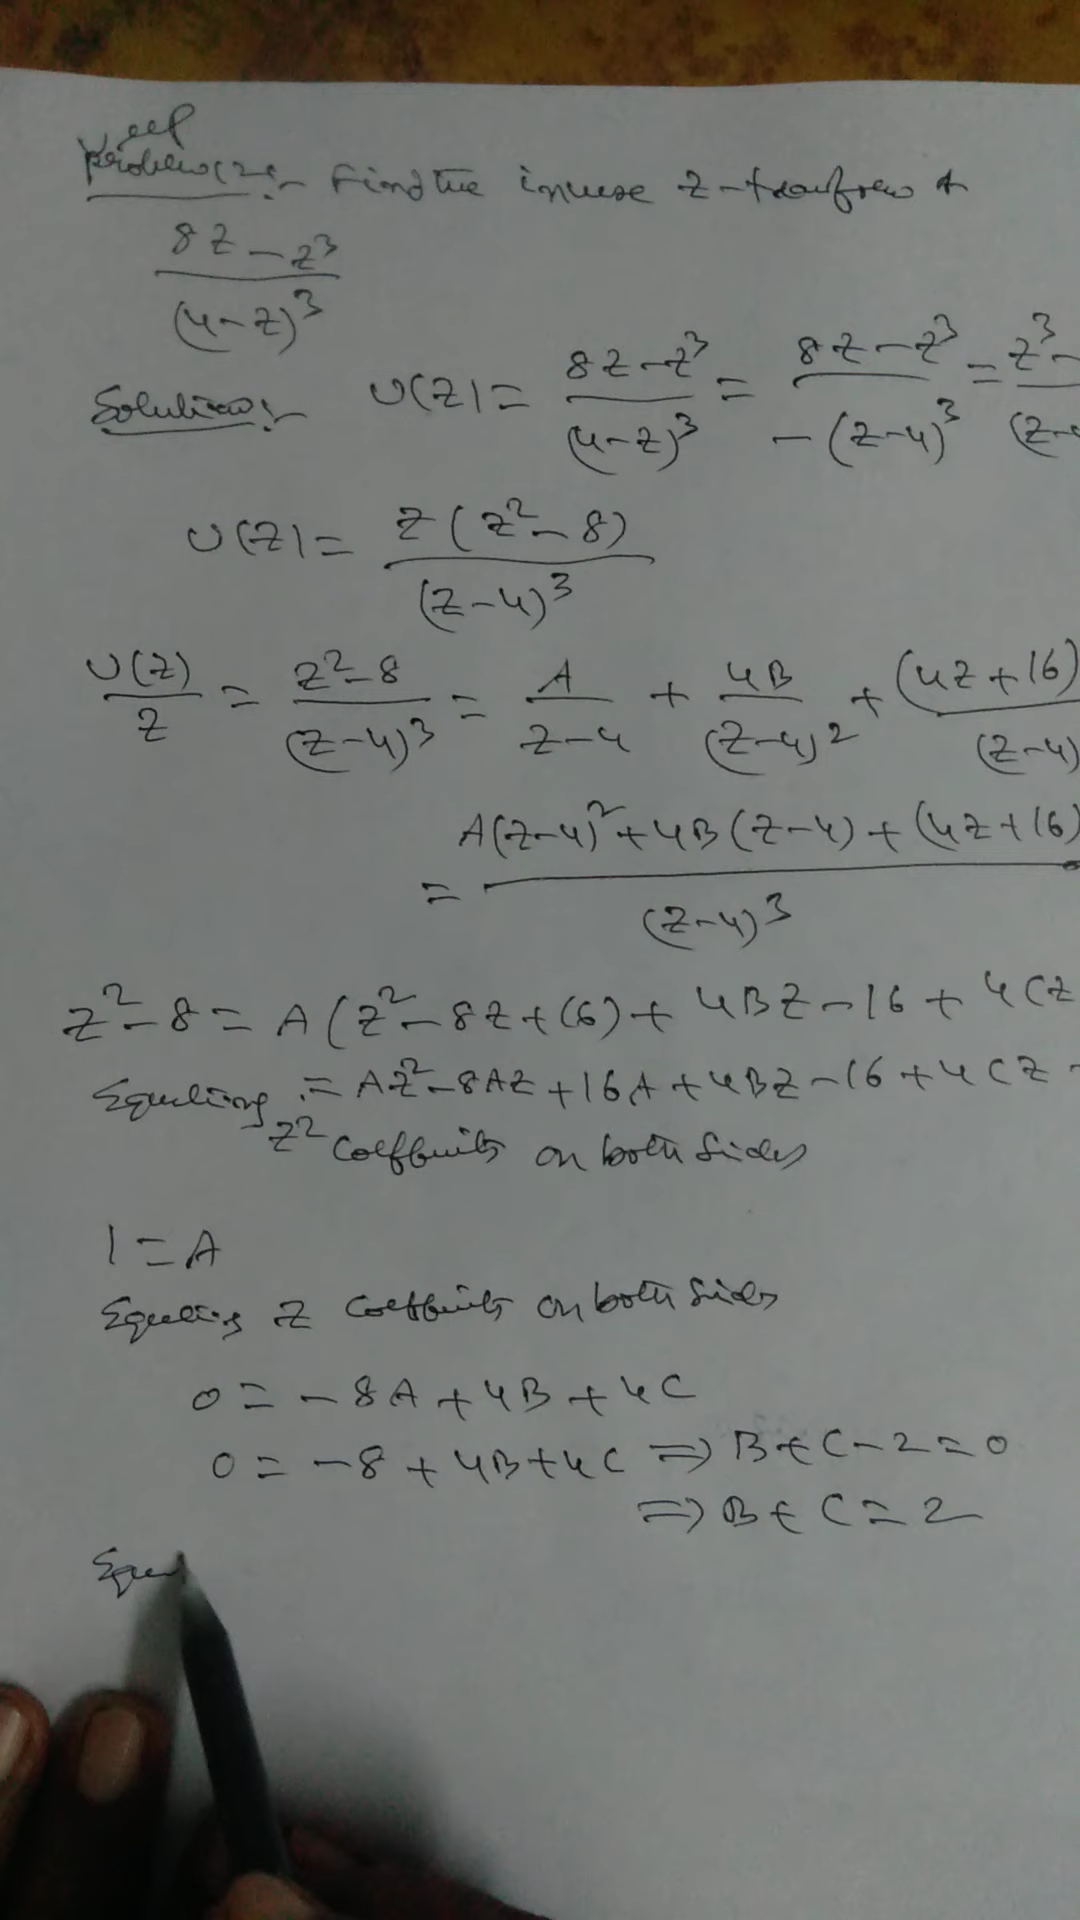 Problem(2):- Find the inverse Z-transform of
8Z-Z³/(4-Z)³
Solution:- U(Z)= 8Z-Z³/(4-Z)³ = 8Z-Z³/-(Z-4)³ = Z³-/(Z-4
U(Z)= Z(Z²-8)/(Z-4)³
U(Z)/Z = Z²-8/(Z-4)³ = A/Z-4 + 4B/(Z-4)² + (4Z+16)/(Z-4)
= A(Z-4)²+4B(Z-4)+(4Z+16)/(Z-4)³
Z²-8= A(Z²-8Z+16)+4BZ-16+4CZ
Equating = AZ²-8AZ+16A+4BZ-16+4CZ-
Z² coefficients on both sides
1=A
Equating Z coefficients on both sides
0=-8A+4B+4C
0=-8+4B+4C ⇒ B+C-2=0
⇒ B+C=2